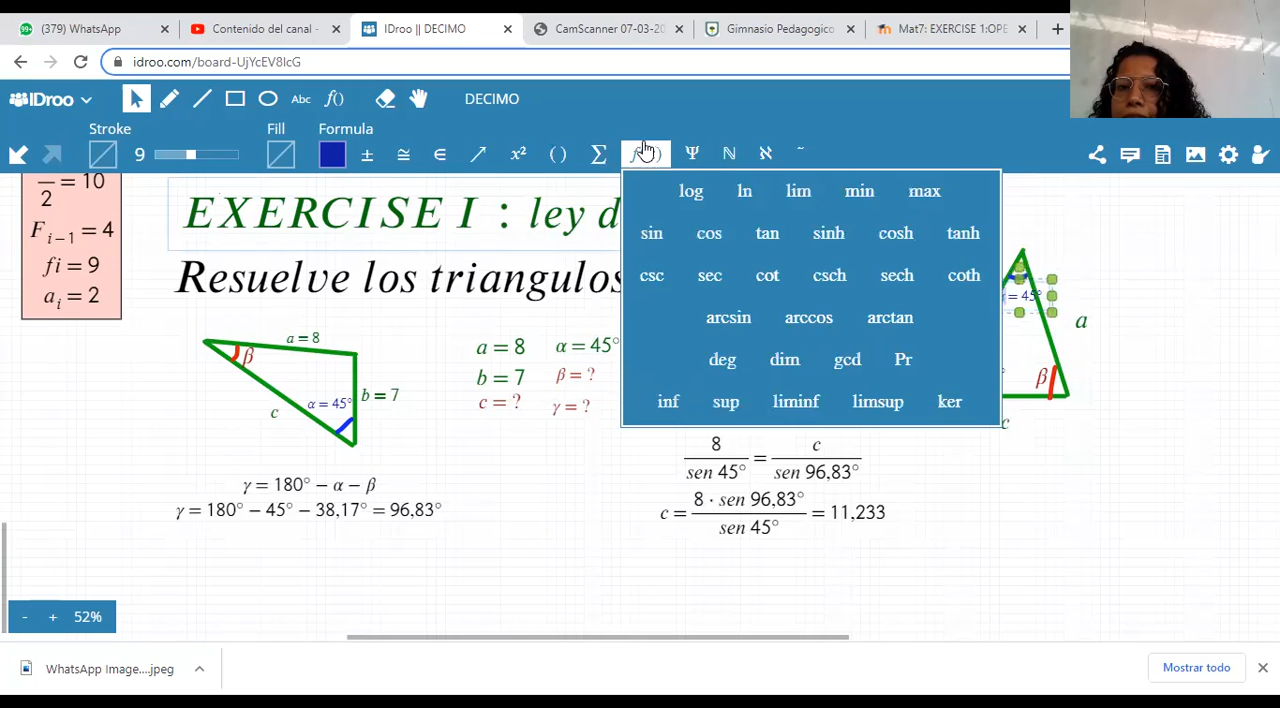 (379) WhatsApp
Contenido del canal -
IDroo || DECIMO
CamScanner 07-03-20
Gimnasio Pedagogico
Mat7: EXERCISE 1:OPE
idroo.com/board-UjYcEV8IcG
IDroo
Abc
f()
DECIMO
Stroke
Fill
Formula
9
± ≅ ∈ x² () Σ Ψ ℕ ℵ
log ln lim min max
sin cos tan sinh cosh tanh
csc sec cot csch sech coth
arcsin arccos arctan
deg dim gcd Pr
inf sup liminf limsup ker
/2 = 10
F i−1 = 4
fi = 9
a i = 2
EXERCISE I : ley d
Resuelve los triangulos
a = 8
β
b = 7
α = 45°
c
a = 8 α = 45°
b = 7 β = ?
c = ? γ = ?
= 45°
a
β
c
8/sen 45° = c/sen 96,83°
c = 8 · sen 96,83°/sen 45° = 11,233
γ = 180° − α − β
γ = 180° − 45° − 38,17° = 96,83°
- + 52%
WhatsApp Image....jpeg
Mostrar todo